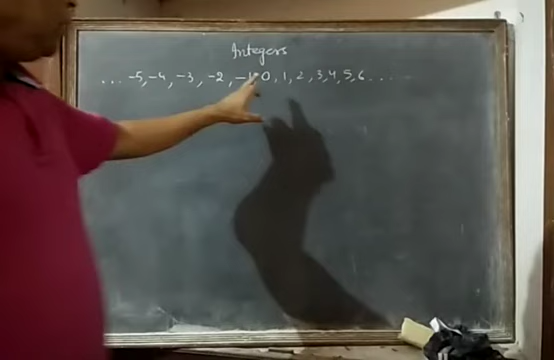 Integers
... -5, -4, -3, -2, -1, 0, 1, 2, 3, 4, 5, 6 ....